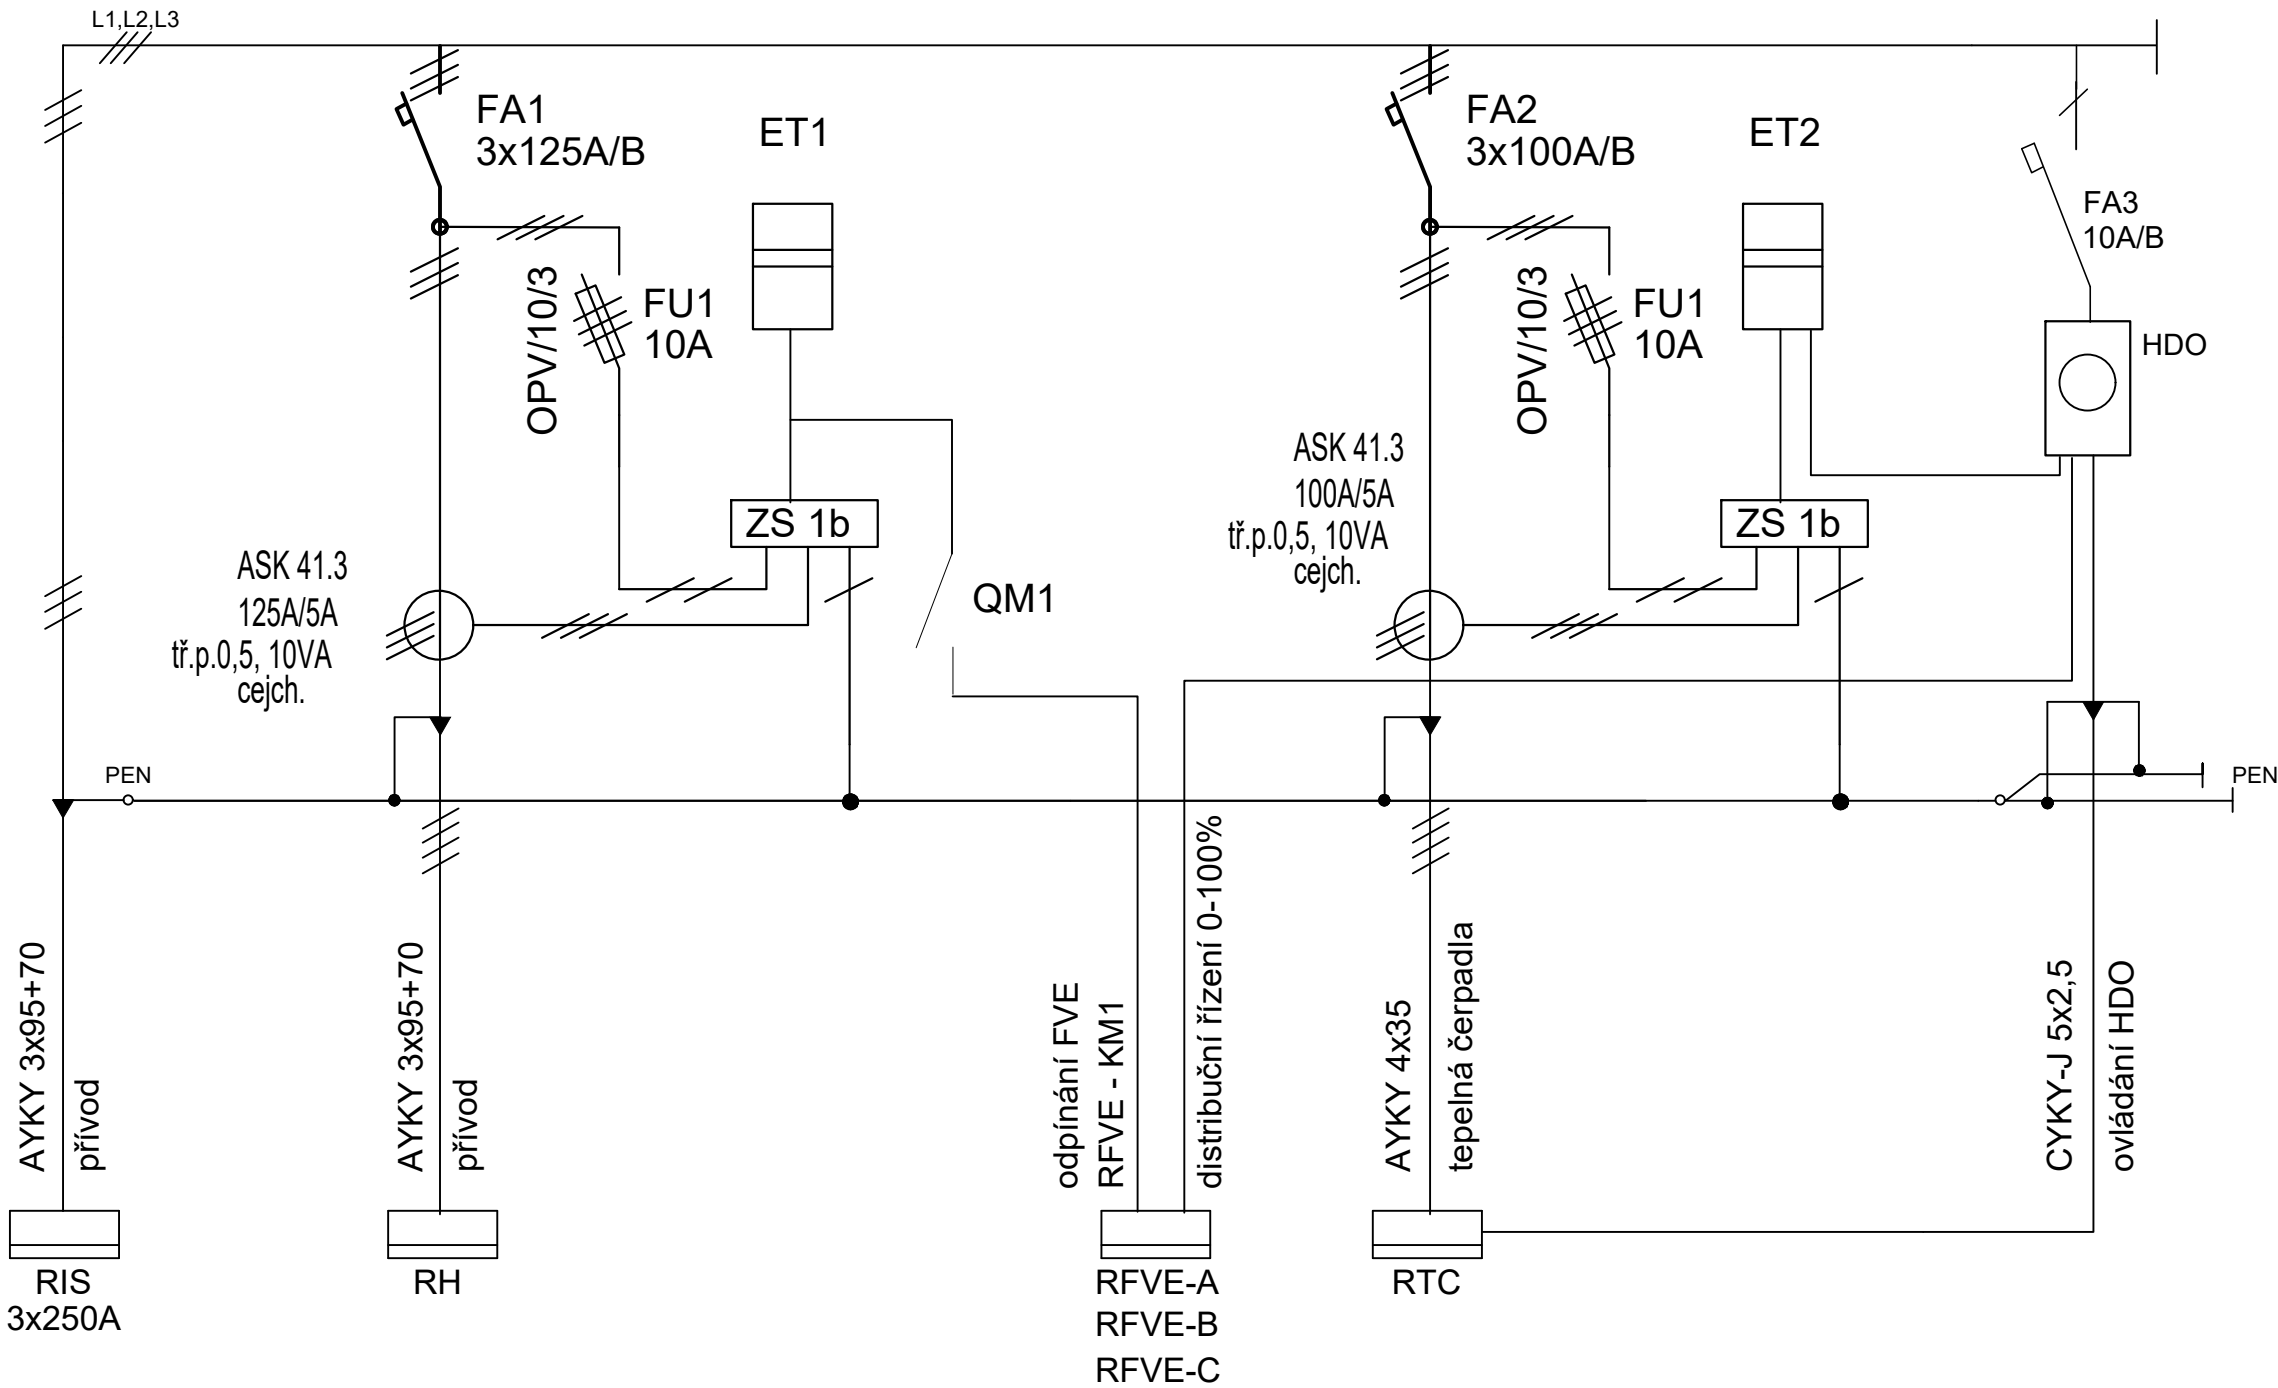 L1,L2,L3
FA1
3x125A/B
ET1
FA2
3x100A/B
ET2
FA3
10A/B
OPV/10/3
FU1
10A
OPV/10/3
FU1
10A
HDO
ZS 1b
ASK 41.3
100A/5A
tř.p.0,5, 10VA
cejch.
ZS 1b
ASK 41.3
125A/5A
tř.p.0,5, 10VA
cejch.
QM1
PEN
PEN
AYKY 3x95+70
přívod
AYKY 3x95+70
přívod
odpínání FVE
RFVE - KM1
distribuční řízení 0-100%
AYKY 4x35
tepelná čerpadla
CYKY-J 5x2,5
ovládání HDO
RIS
3x250A
RH
RFVE-A
RFVE-B
RFVE-C
RTC